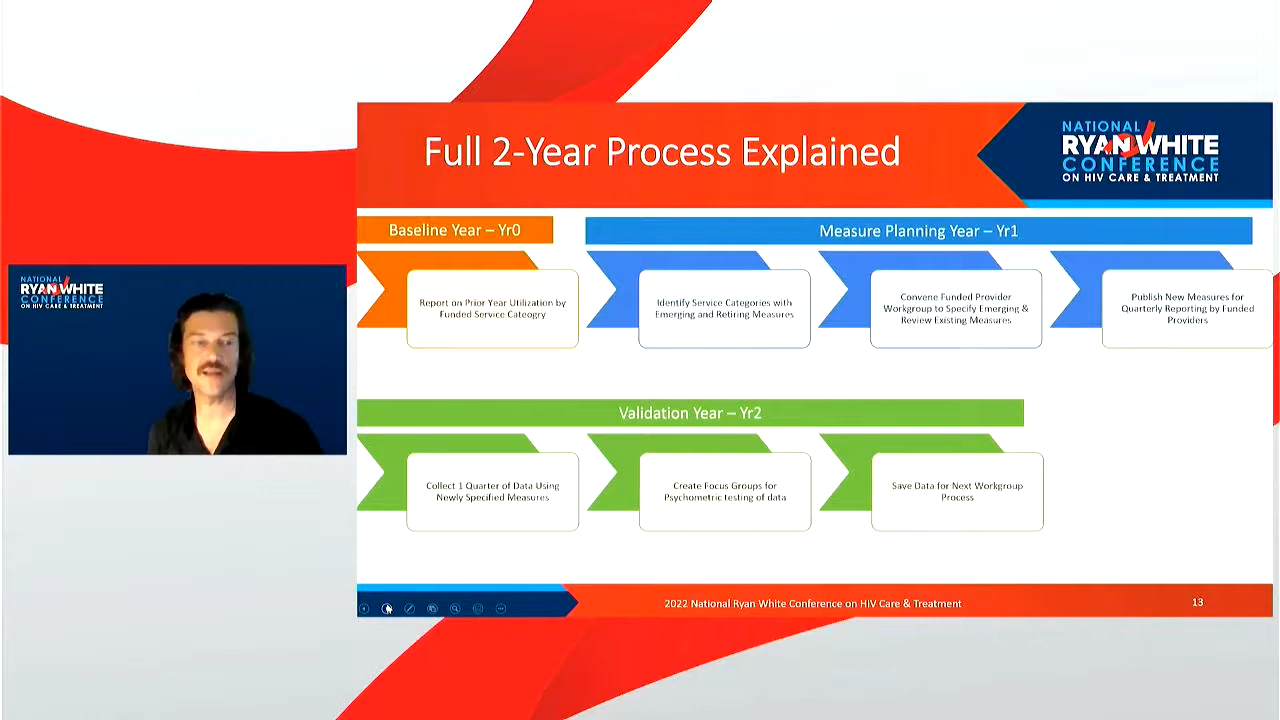 Full 2-Year Process Explained
NATIONAL
RYAN WHITE
CONFERENCE
ON HIV CARE & TREATMENT
Baseline Year – Yr0
Measure Planning Year – Yr1
Report on Prior Year Utilization by
Funded Service Cateogry
Identify Service Categories with
Emerging and Retiring Measures
Convene Funded Provider
Workgroup to Specify Emerging &
Review Existing Measures
Publish New Measures for
Quarterly Reporting by Funded
Providers
NATIONAL
RYAN WHITE
CONFERENCE
ON HIV CARE & TREATMENT
Validation Year – Yr2
Collect 1 Quarter of Data Using
Newly Specified Measures
Create Focus Groups for
Psychometric testing of data
Save Data for Next Workgroup
Process
2022 National Ryan White Conference on HIV Care & Treatment
13